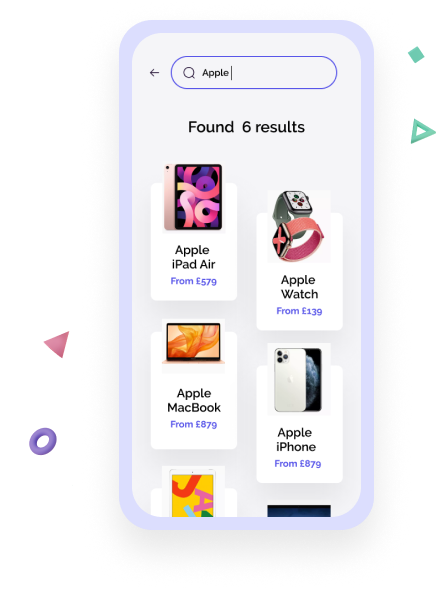 Apple
Found 6 results
Apple
iPad Air
From £579
Apple
Watch
From £139
Apple
MacBook
From £879
Apple
iPhone
From £879